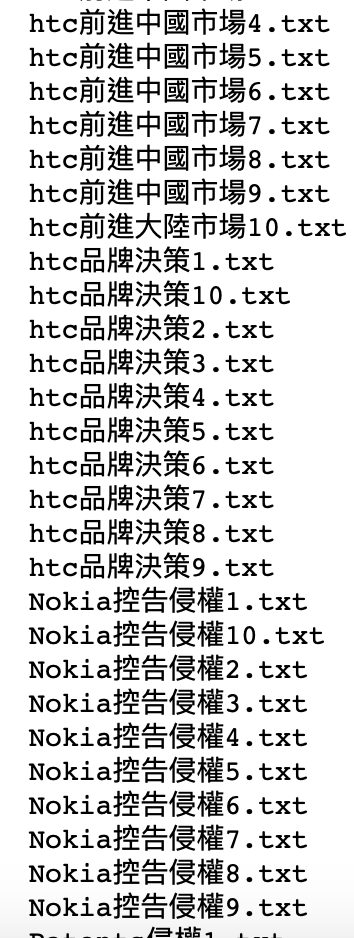 htc前進中國市場4.txt
htc前進中國市場5.txt
htc前進中國市場6.txt
htc前進中國市場7.txt
htc前進中國市場8.txt
htc前進中國市場9.txt
htc前進大陸市場10.txt
htc品牌決策1.txt
htc品牌決策10.txt
htc品牌決策2.txt
htc品牌決策3.txt
htc品牌決策4.txt
htc品牌決策5.txt
htc品牌決策6.txt
htc品牌決策7.txt
htc品牌決策8.txt
htc品牌決策9.txt
Nokia控告侵權1.txt
Nokia控告侵權10.txt
Nokia控告侵權2.txt
Nokia控告侵權3.txt
Nokia控告侵權4.txt
Nokia控告侵權5.txt
Nokia控告侵權6.txt
Nokia控告侵權7.txt
Nokia控告侵權8.txt
Nokia控告侵權9.txt